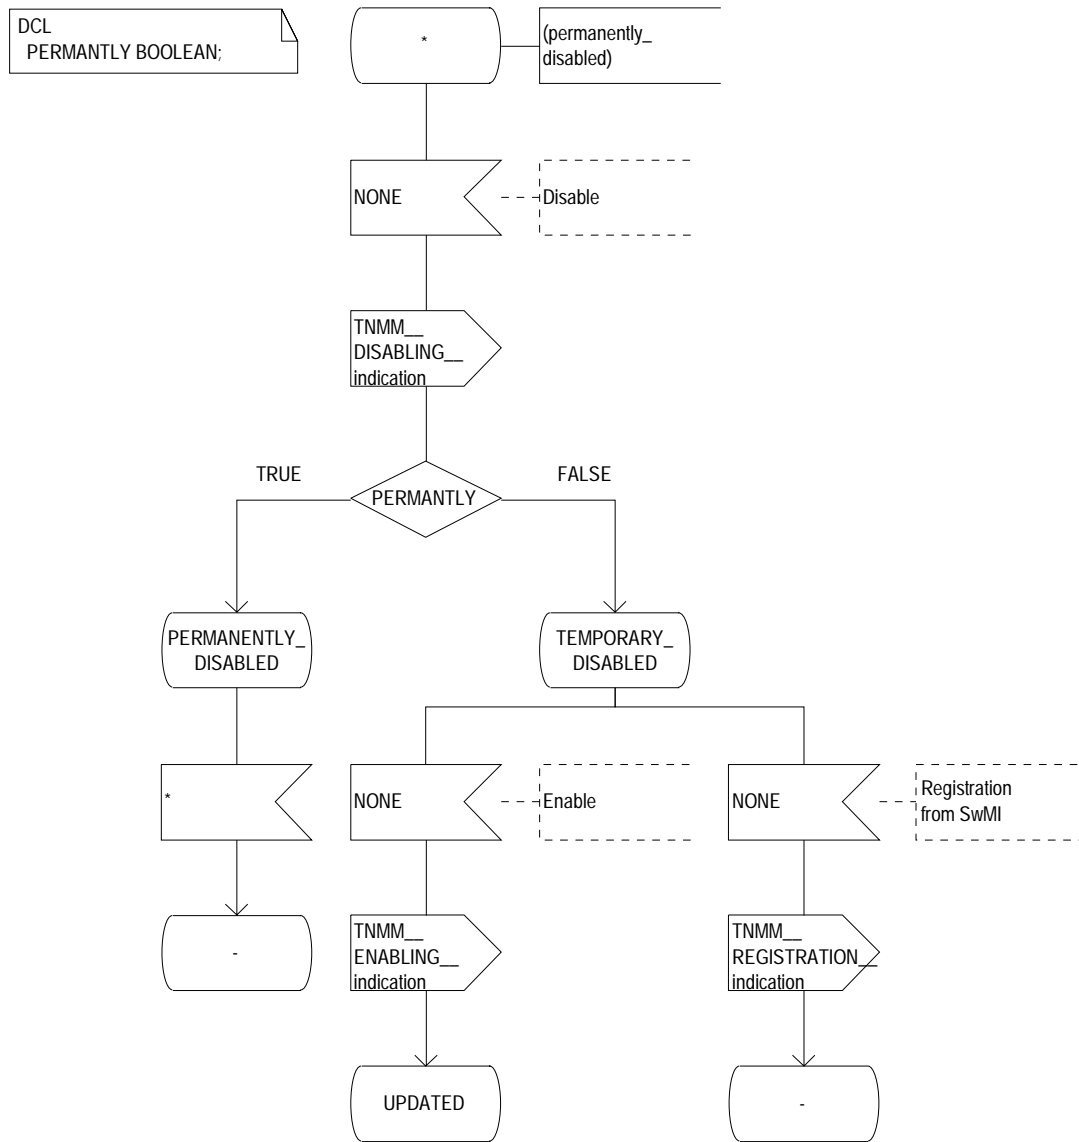 DCL
PERMANTLY BOOLEAN;
*
(permanently_
disabled)
NONE
Disable
TNMM__
DISABLING__
indication
TRUE
FALSE
PERMANTLY
PERMANENTLY_
DISABLED
TEMPORARY_
DISABLED
*
NONE
Enable
NONE
Registration
from SwMI
-
TNMM__
ENABLING__
indication
TNMM__
REGISTRATION__
indication
UPDATED
-